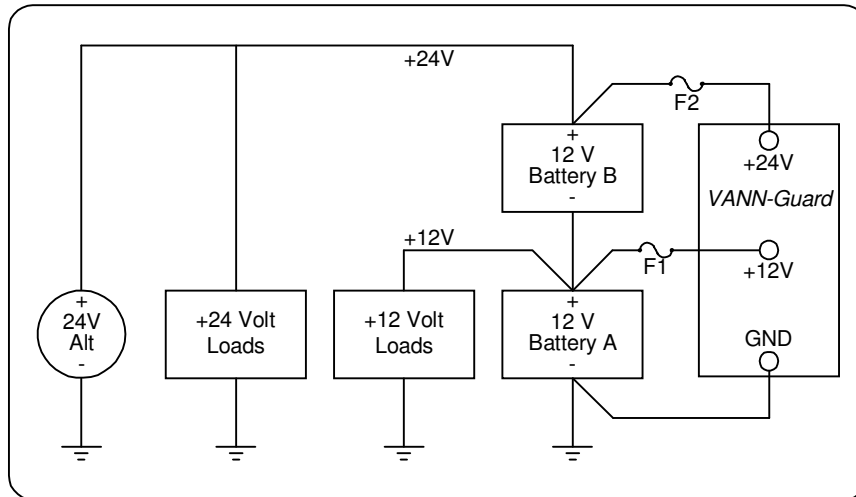 +24V
F2
+
12 V
Battery B
-
+24V
VANN-Guard
+12V
F1
+12V
+
24V
Alt
-
+24 Volt
Loads
+12 Volt
Loads
+
12 V
Battery A
-
GND